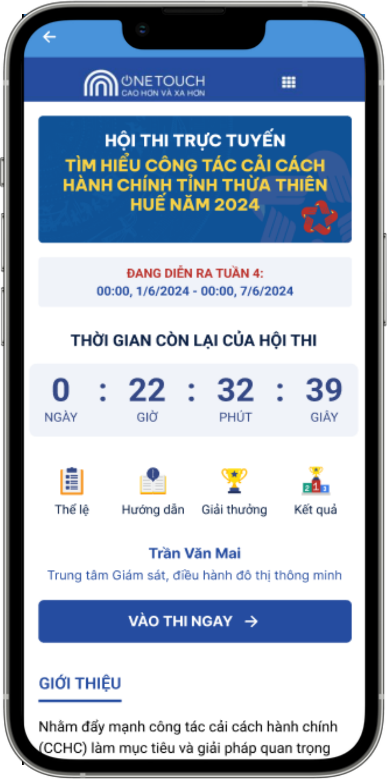 ONETOUCH
CAO HƠN VÀ XA HƠN
HỘI THI TRỰC TUYẾN
TÌM HIỂU CÔNG TÁC CẢI CÁCH
HÀNH CHÍNH TỈNH THỪA THIÊN
HUẾ NĂM 2024
ĐANG DIỄN RA TUẦN 4:
00:00, 1/6/2024 - 00:00, 7/6/2024
THỜI GIAN CÒN LẠI CỦA HỘI THI
0 : 22 : 32 : 39
NGÀY GIỜ PHÚT GIÂY
Thể lệ Hướng dẫn Giải thưởng Kết quả
Trần Văn Mai
Trung tâm Giám sát, điều hành đô thị thông minh
VÀO THI NGAY →
GIỚI THIỆU
Nhằm đẩy mạnh công tác cải cách hành chính
(CCHC) làm mục tiêu và giải pháp quan trọng